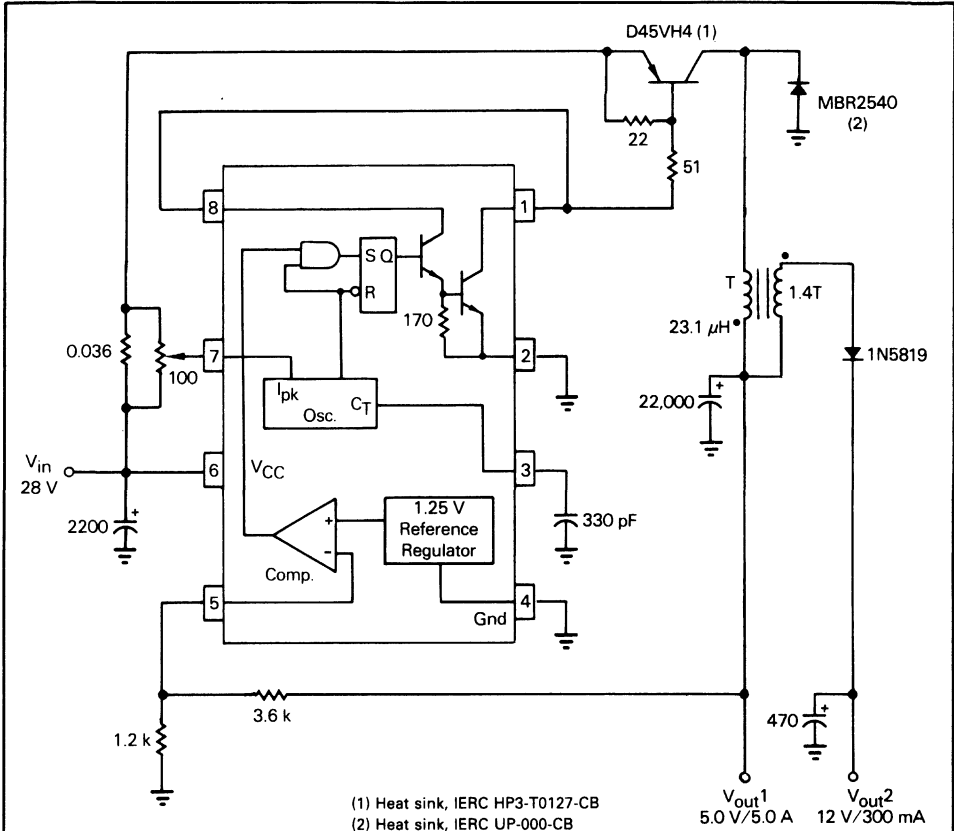 D45VH4 (1)
MBR2540
(2)
22
51
8
1
S Q
R
170
T
1.4T
23.1 μH
0.036
100
7
2
1N5819
Ipk
Osc.
CT
22,000
Vin
28 V
6
VCC
3
2200
1.25 V
Reference
Regulator
330 pF
+
−
Comp.
5
4
Gnd
3.6 k
1.2 k
470
+
+
+
(1) Heat sink, IERC HP3-T0127-CB
(2) Heat sink, IERC UP-000-CB
Vout1
5.0 V/5.0 A
Vout2
12 V/300 mA